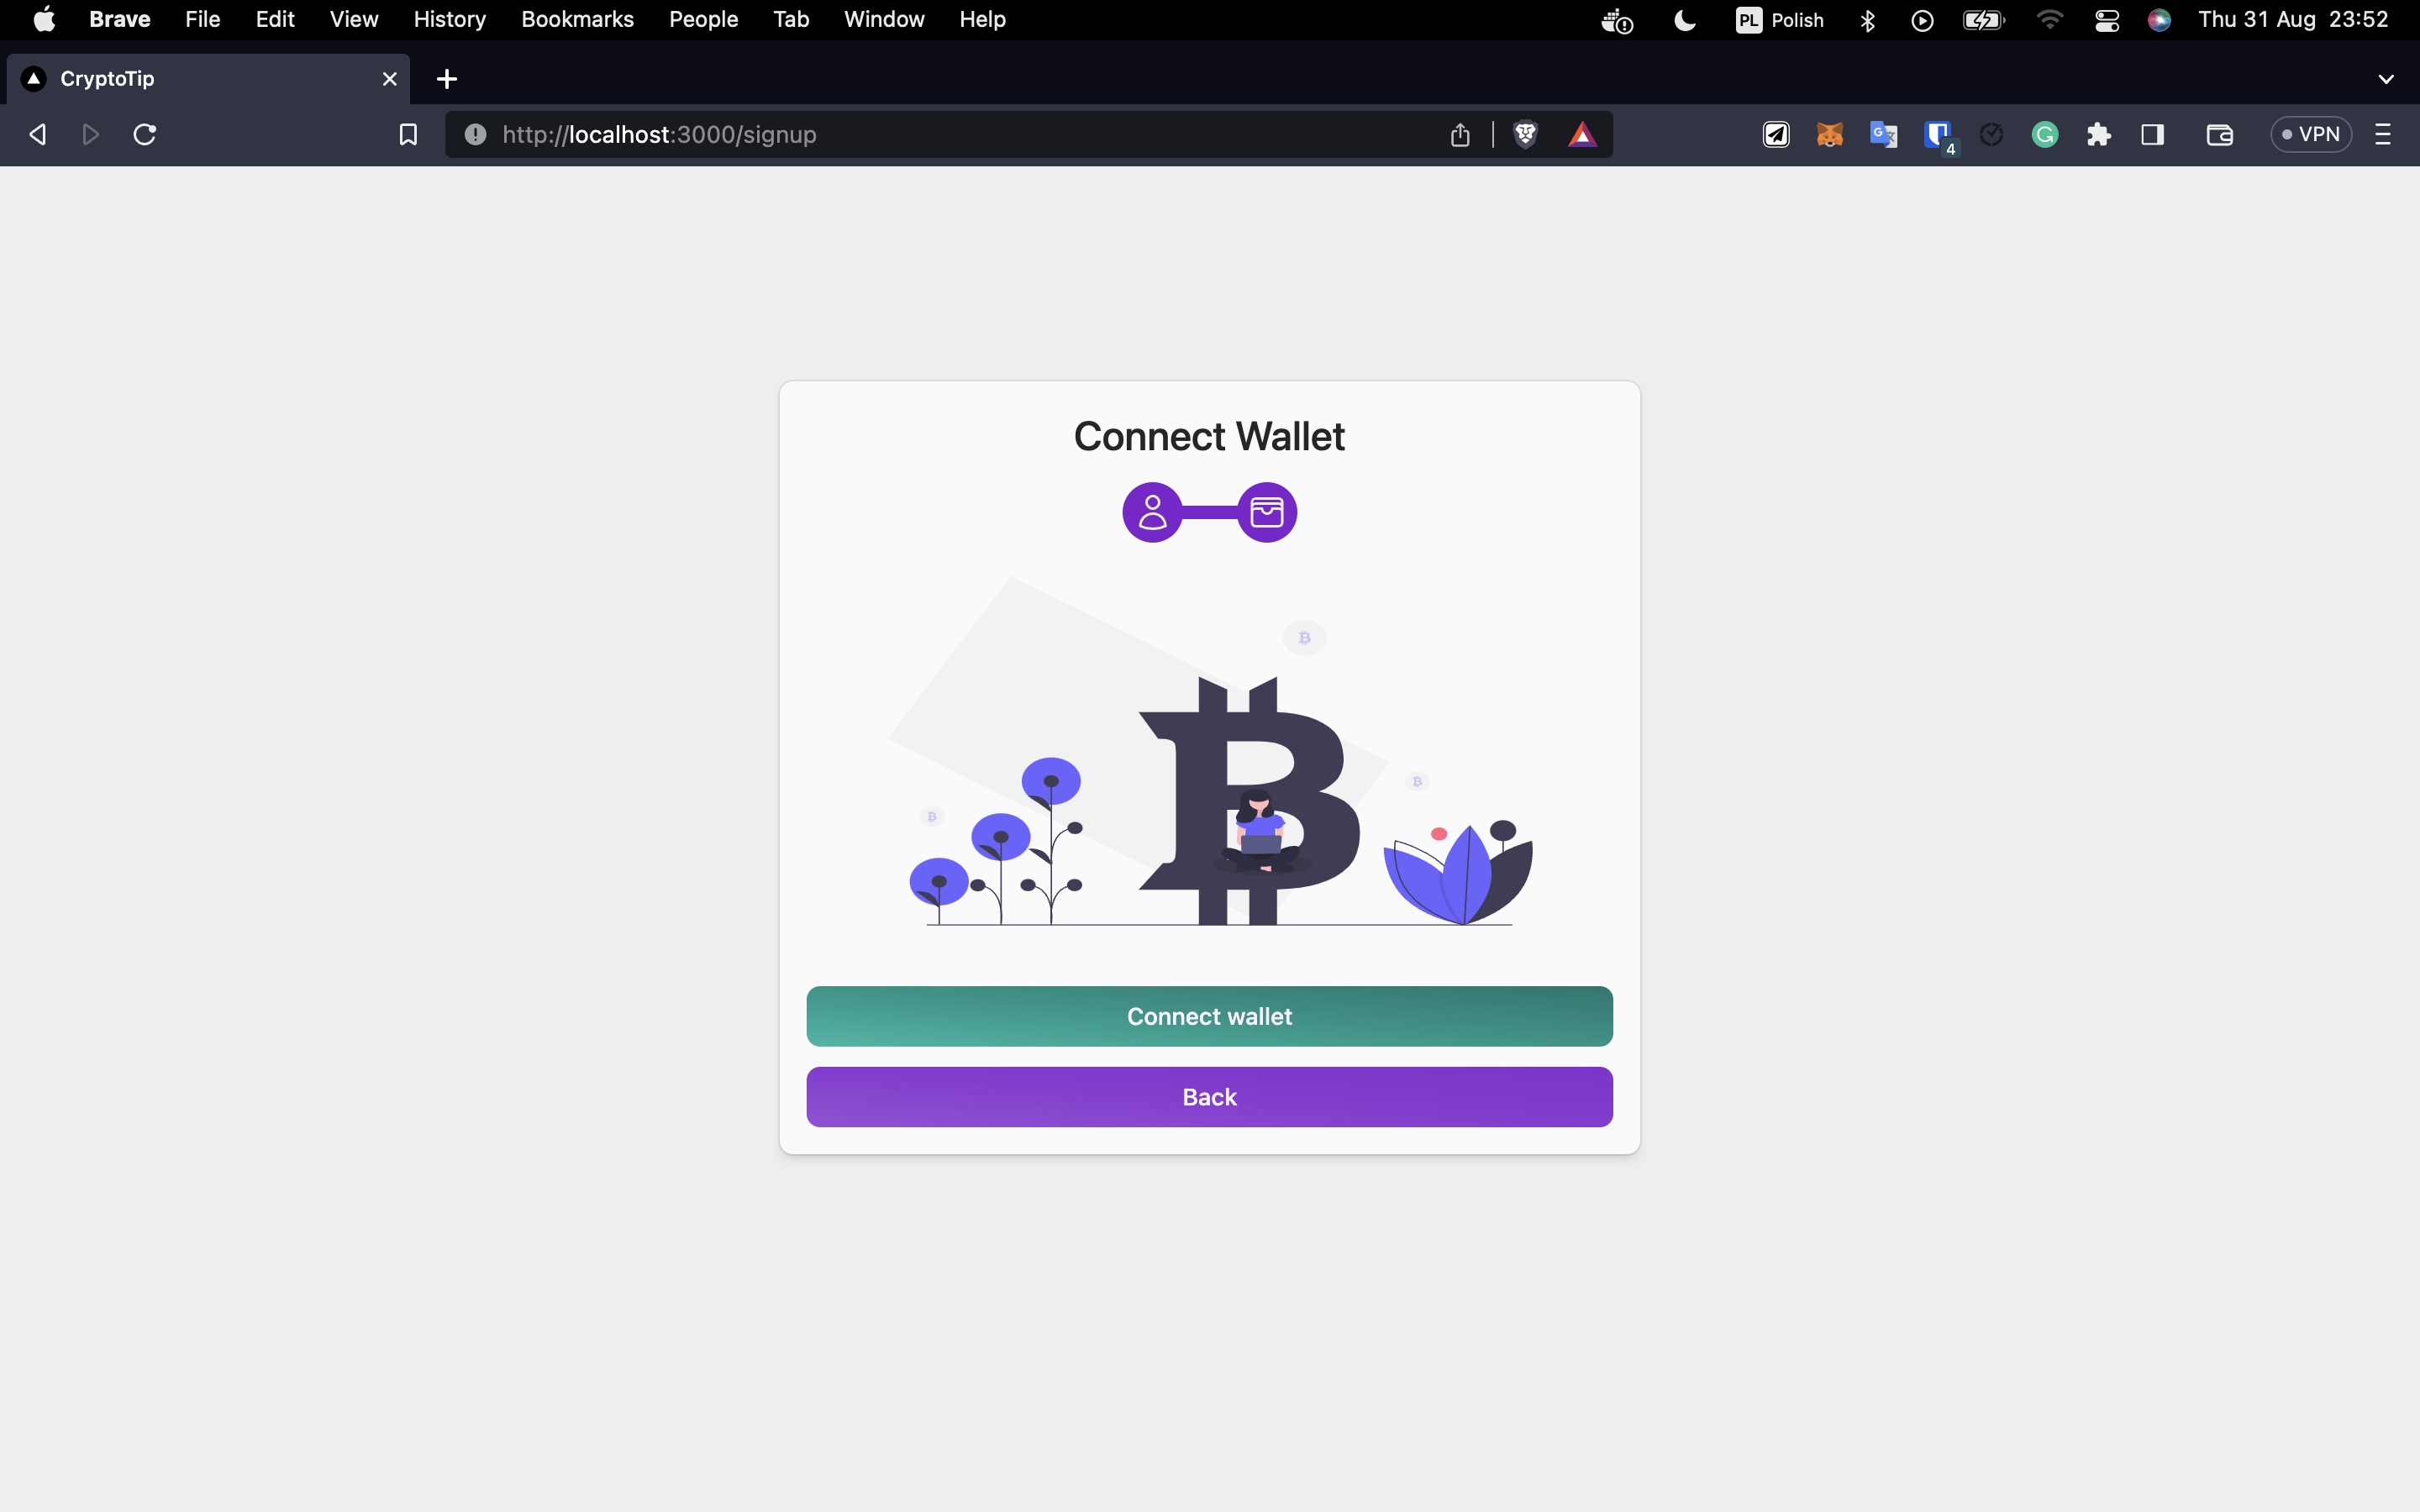 Brave File Edit View History Bookmarks People Tab Window Help PL Polish Thu 31 Aug 23:52
CryptoTip
http://localhost:3000/signup 4 VPN
Connect Wallet
Connect wallet
Back